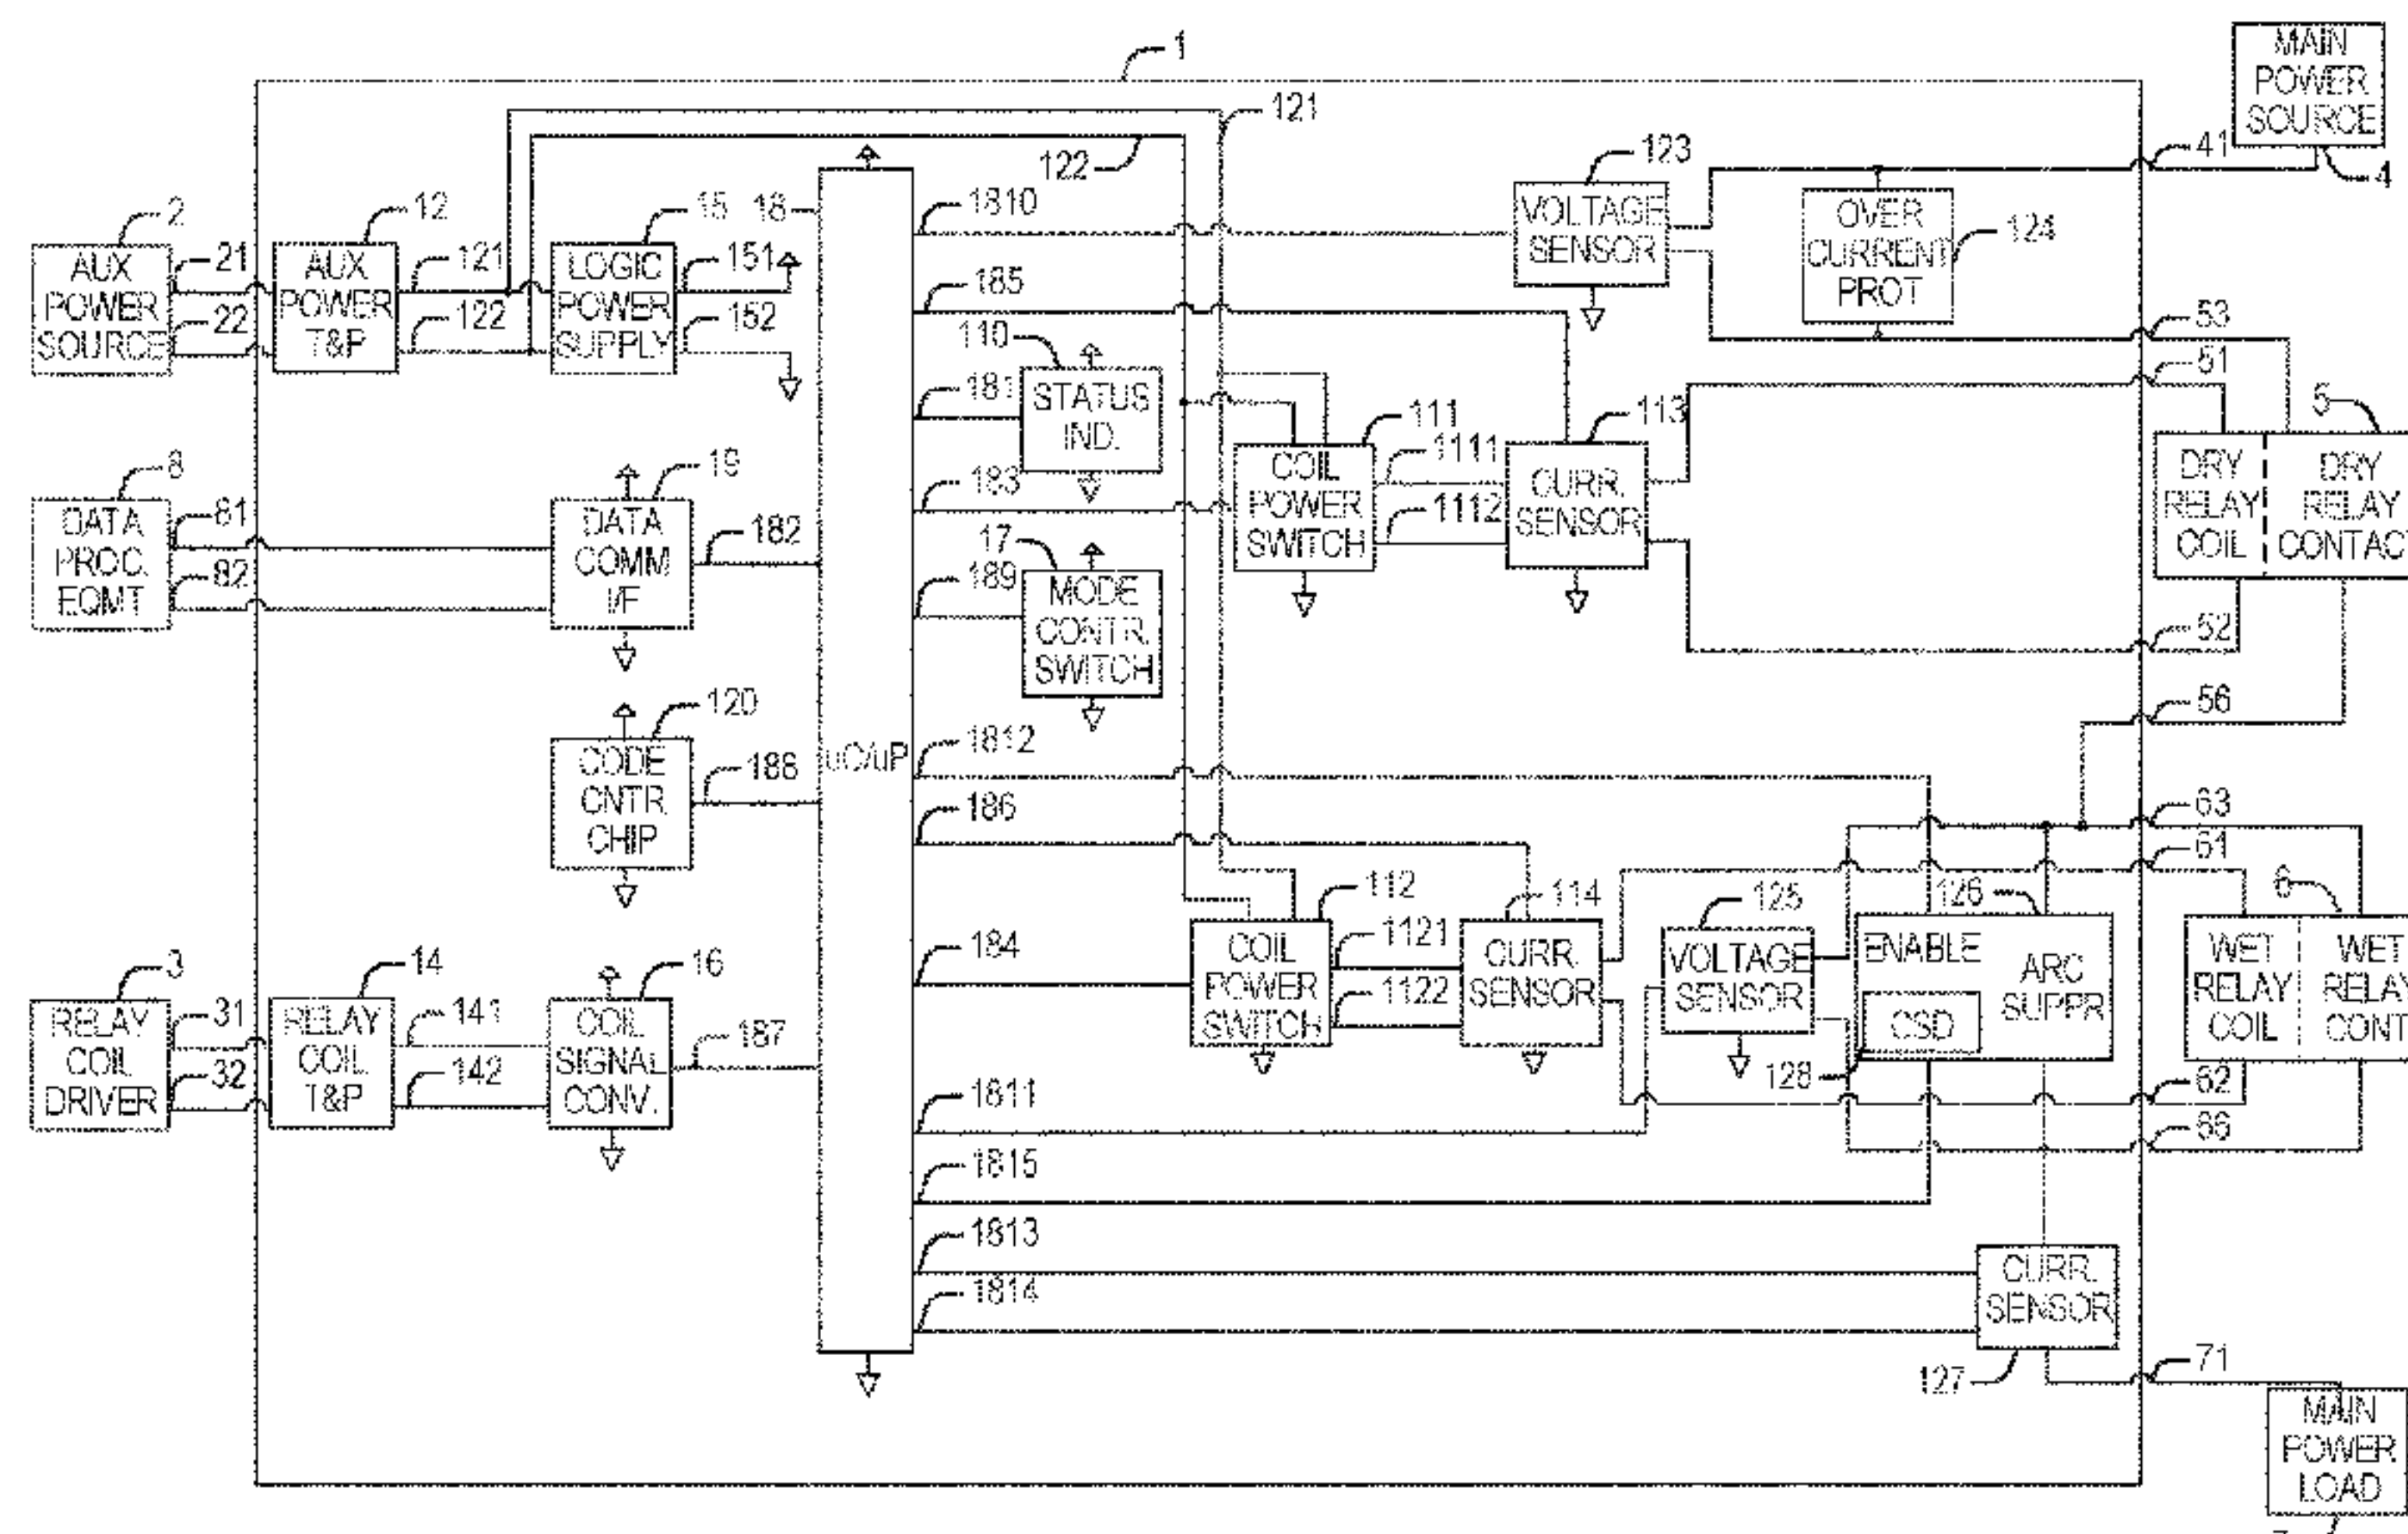 1
MAIN
POWER
SOURCE
4
41
121
122
123
VOLTAGE
SENSOR
OVER
CURRENT
PROT
124
53
51
2
AUX
POWER
SOURCE
21
22
12
AUX
POWER
T&P
121
122
15
LOGIC
POWER
SUPPLY
151
152
18
uC/uP
1810
185
110
STATUS
IND.
181
183
17
MODE
CONTR.
SWITCH
189
111
COIL
POWER
SWITCH
1111
1112
113
CURR.
SENSOR
5
DRY
RELAY
COIL
DRY
RELAY
CONTACT
52
56
8
DATA
PROC.
EQMT
81
82
19
DATA
COMM
I/F
182
120
CODE
CNTR.
CHIP
188
1812
186
184
112
COIL
POWER
SWITCH
1121
1122
114
CURR.
SENSOR
125
VOLTAGE
SENSOR
126
ENABLE
ARC
SUPPR
CSD
128
63
61
6
WET
RELAY
COIL
WET
RELAY
CONT
62
66
3
RELAY
COIL
DRIVER
31
32
14
RELAY
COIL
T&P
141
142
16
COIL
SIGNAL
CONV.
187
1811
1815
1813
1814
CURR.
SENSOR
127
71
MAIN
POWER
LOAD